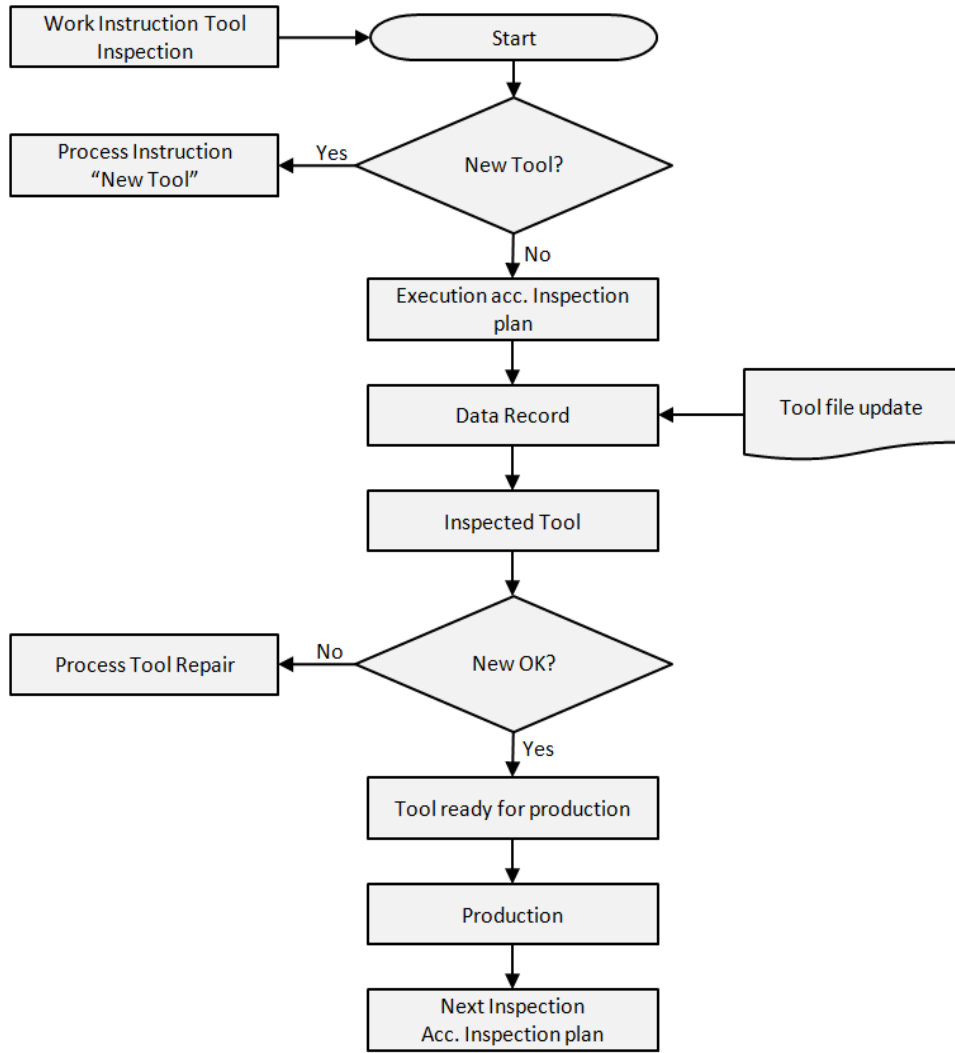 Work Instruction Tool
Inspection
Start
Process Instruction
“New Tool”
Yes
New Tool?
No
Execution acc. Inspection
plan
Data Record
Tool file update
Inspected Tool
Process Tool Repair
No
New OK?
Yes
Tool ready for production
Production
Next Inspection
Acc. Inspection plan